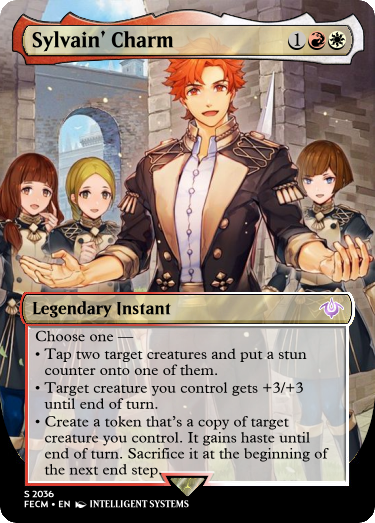 Sylvain' Charm 1
Legendary Instant
Choose one —
• Tap two target creatures and put a stun
counter onto one of them.
• Target creature you control gets +3/+3
until end of turn.
• Create a token that's a copy of target
creature you control. It gains haste until
end of turn. Sacrifice it at the beginning of
the next end step.
S 2036
FECM • EN INTELLIGENT SYSTEMS